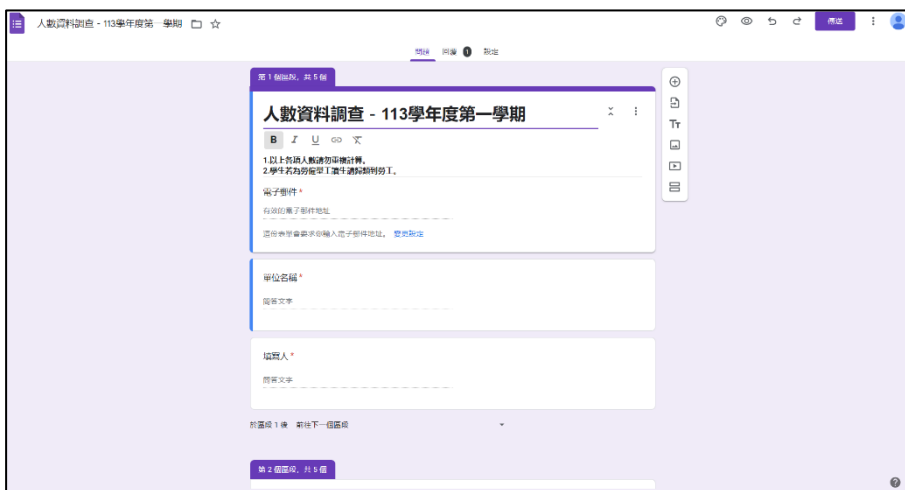 人數資料調查 - 113學年度第一學期
傳送
問題 回覆 1 設定
第 1 個區段，共 5 個
人數資料調查 - 113學年度第一學期
B I U
1.以上各項人數請勿重複計算。
2.學生若為勞僱型工讀生請歸類到勞工。
電子郵件 *
有效的電子郵件地址
這份表單會要求你輸入電子郵件地址。 變更設定
單位名稱 *
簡答文字
填寫人 *
簡答文字
於區段 1 後 前往下一個區段
第 2 個區段，共 5 個